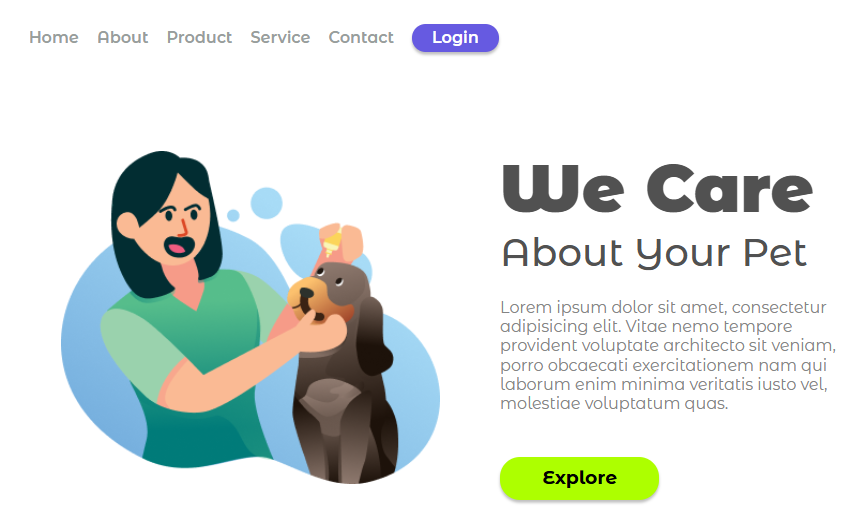 Home About Product Service Contact Login
We Care
About Your Pet
Lorem ipsum dolor sit amet, consectetur
adipisicing elit. Vitae nemo tempore
provident voluptate architecto sit veniam,
porro obcaecati exercitationem nam qui
laborum enim minima veritatis iusto vel,
molestiae voluptatum quas.
Explore